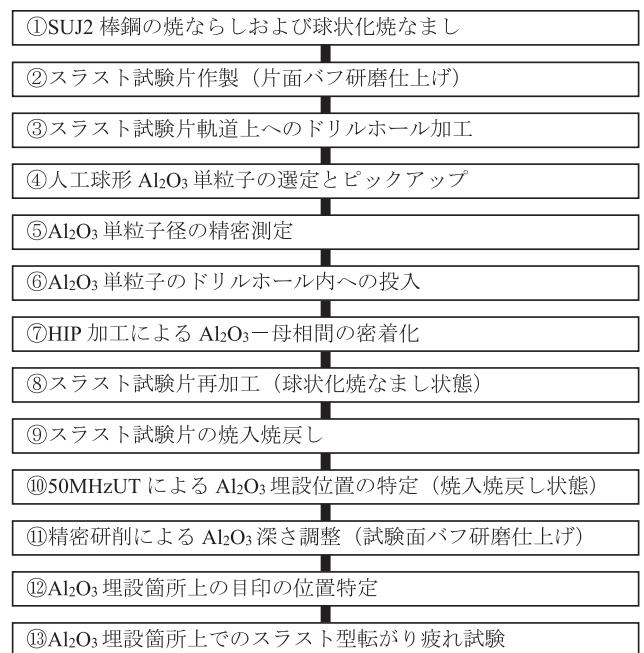 ①SUJ2 棒鋼の焼ならしおよび球状化焼なまし
②スラスト試験片作製（片面バフ研磨仕上げ）
③スラスト試験片軌道上へのドリルホール加工
④人工球形 Al₂O₃ 単粒子の選定とピックアップ
⑤Al₂O₃ 単粒子径の精密測定
⑥Al₂O₃ 単粒子のドリルホール内への投入
⑦HIP 加工による Al₂O₃－母相間の密着化
⑧スラスト試験片再加工（球状化焼なまし状態）
⑨スラスト試験片の焼入焼戻し
⑩50MHzUT による Al₂O₃ 埋設位置の特定（焼入焼戻し状態）
⑪精密研削による Al₂O₃ 深さ調整（試験面バフ研磨仕上げ）
⑫Al₂O₃ 埋設箇所上の目印の位置特定
⑬Al₂O₃ 埋設箇所上でのスラスト型転がり疲れ試験